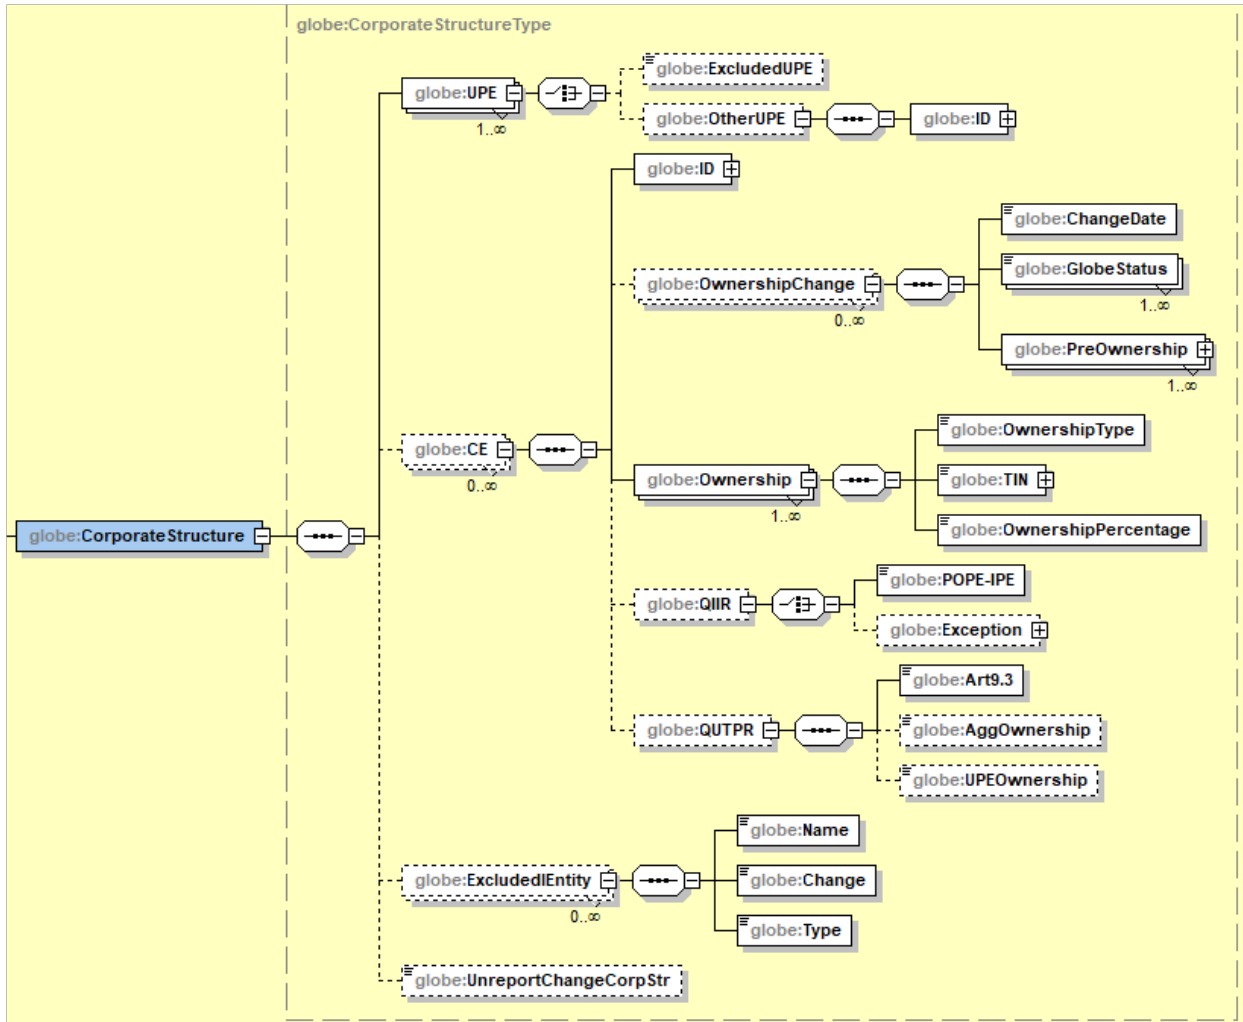 globe:CorporateStructureType
globe:ExcludedUPE
globe:UPE
1..∞
globe:OtherUPE
globe:ID
globe:ID
globe:ChangeDate
globe:OwnershipChange
0..∞
globe:GlobeStatus
1..∞
globe:PreOwnership
1..∞
globe:CE
0..∞
globe:OwnershipType
globe:Ownership
1..∞
globe:TIN
globe:OwnershipPercentage
globe:CorporateStructure
globe:QIIR
globe:POPE-IPE
globe:Exception
globe:Art9.3
globe:QUTPR
globe:AggOwnership
globe:UPEOwnership
globe:Name
globe:ExcludedIEntity
0..∞
globe:Change
globe:Type
globe:UnreportChangeCorpStr